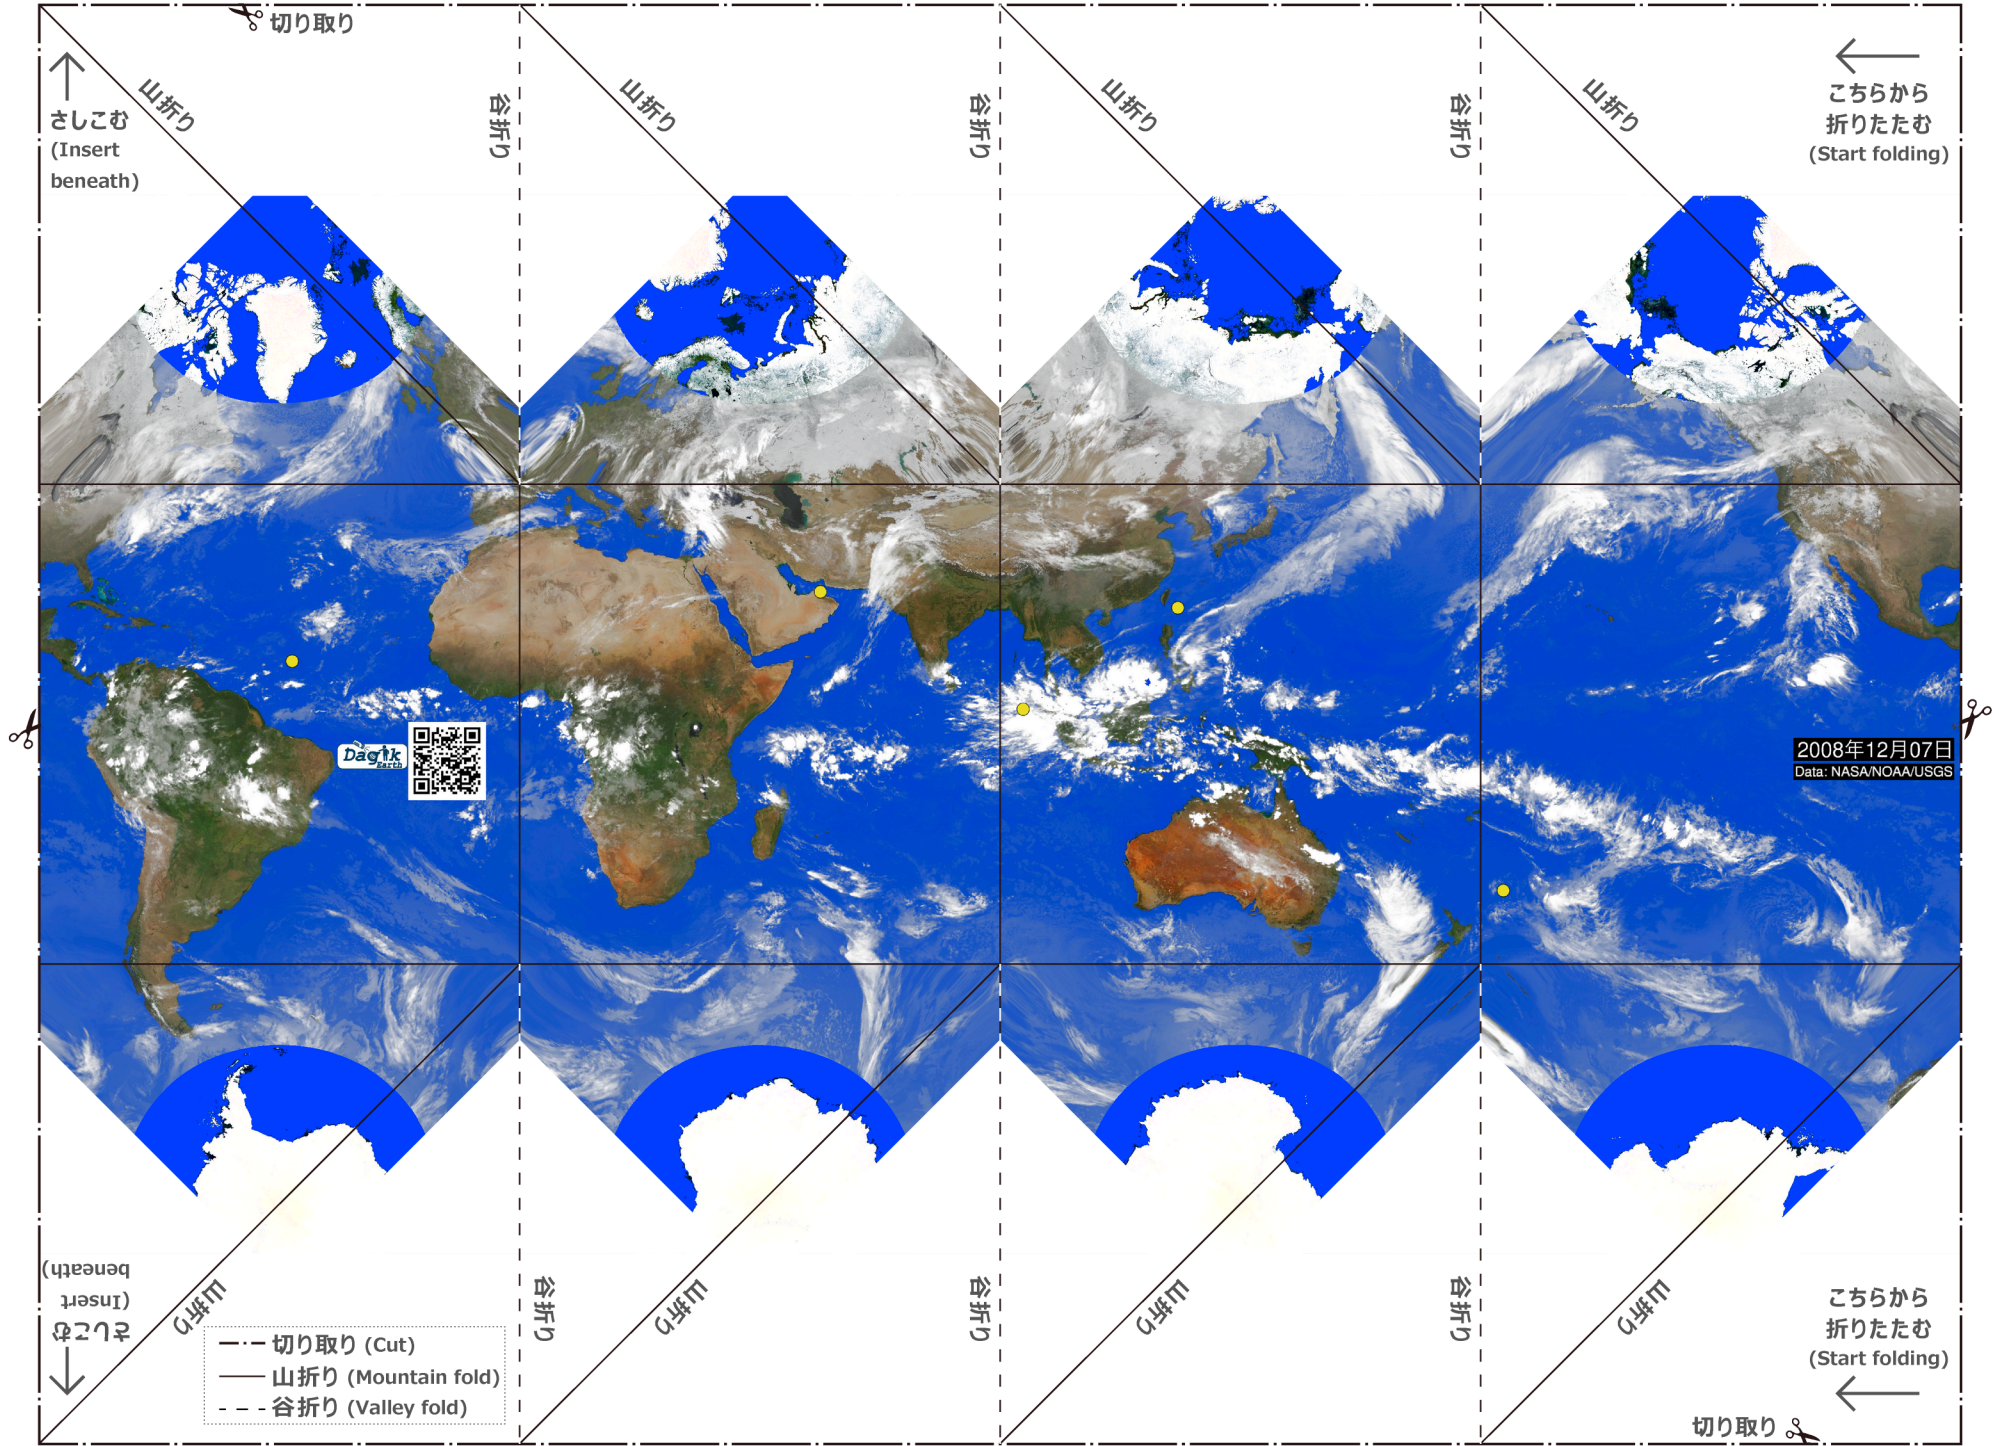 切り取り
山折り
山折り
山折り
山折り
谷折り
谷折り
谷折り
さしこむ
(Insert
beneath)
こちらから
折りたたむ
(Start folding)
Dagik
Earth
2008年12月07日
Data: NASA/NOAA/USGS
さしこむ
(Insert
beneath)
山折り
山折り
山折り
山折り
谷折り
谷折り
谷折り
切り取り (Cut)
山折り (Mountain fold)
谷折り (Valley fold)
こちらから
折りたたむ
(Start folding)
切り取り